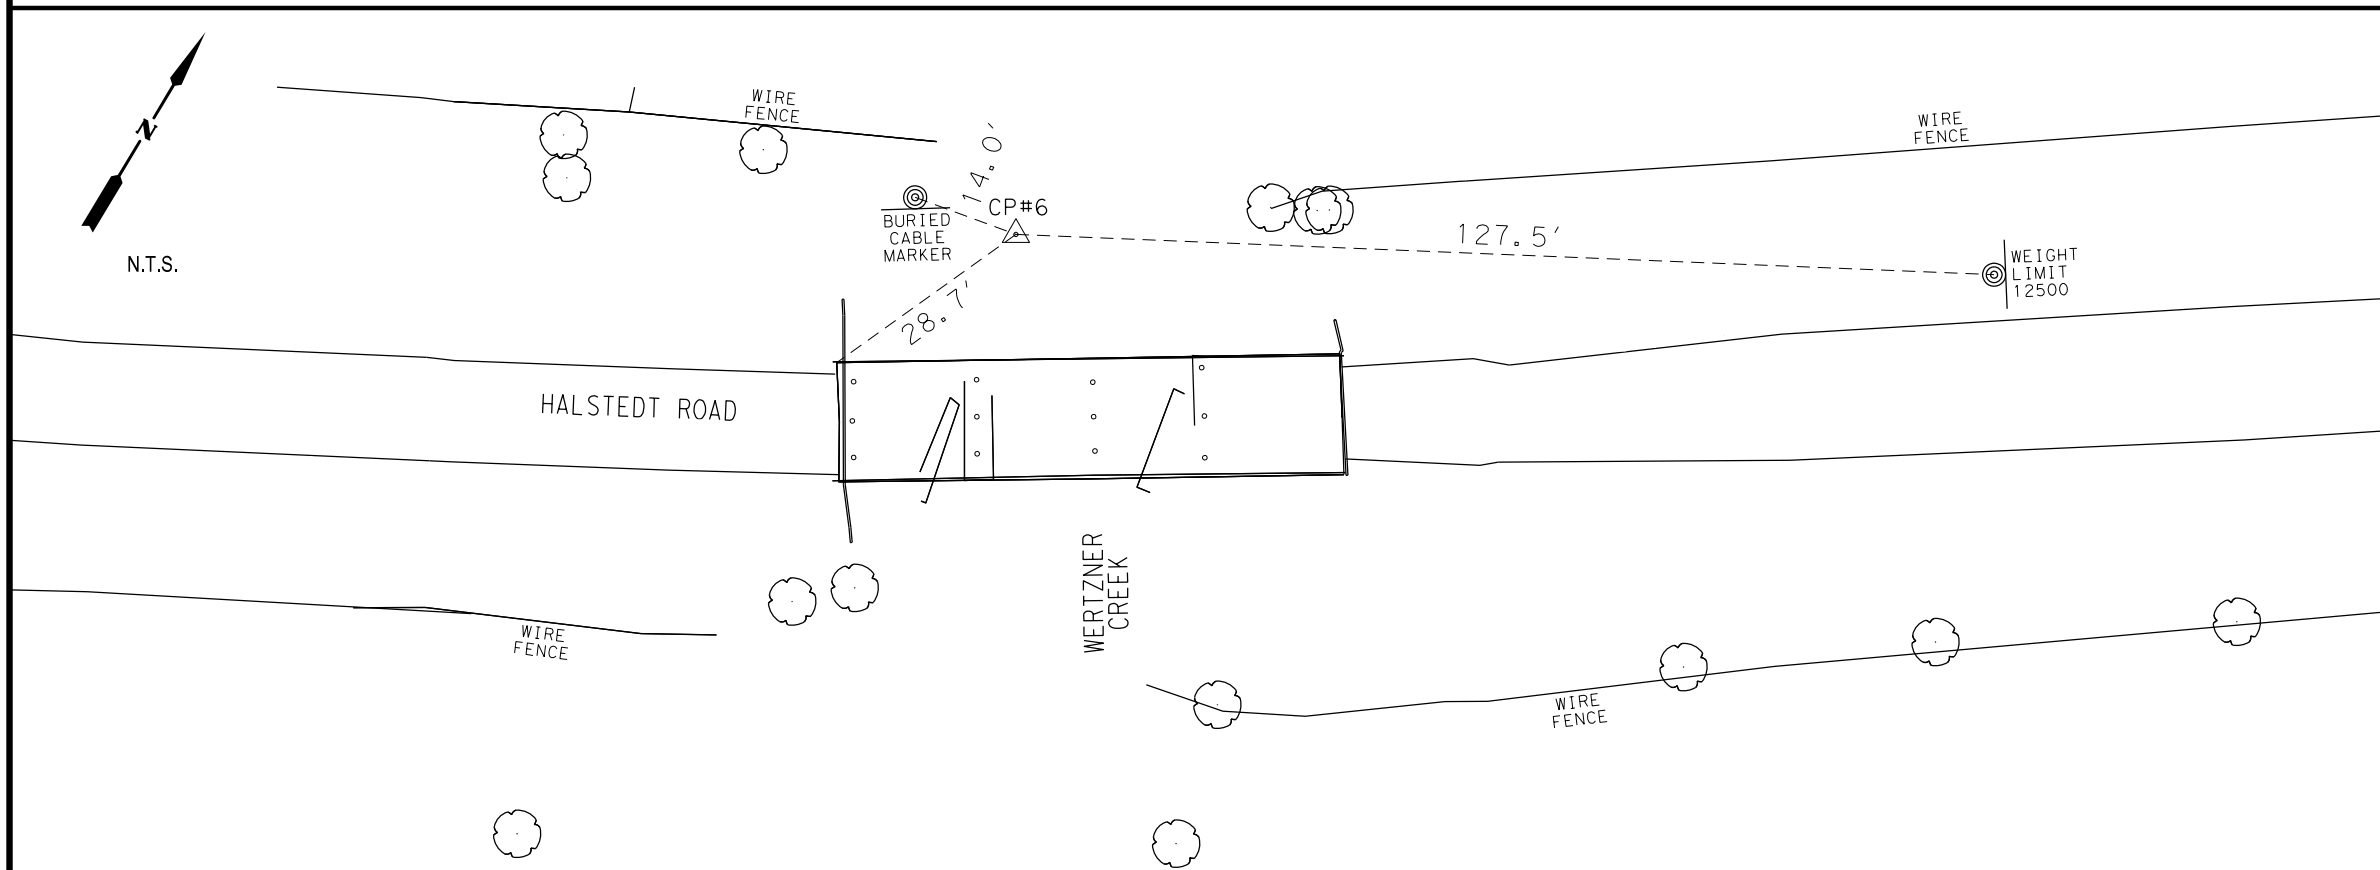 N
N.T.S.
WIRE
FENCE
14.0'
CP#6
BURIED
CABLE
MARKER
28.7'
127.5'
WIRE
FENCE
WEIGHT
LIMIT
12500
HALSTEDT ROAD
WERTZNER
CREEK
WIRE
FENCE
WIRE
FENCE